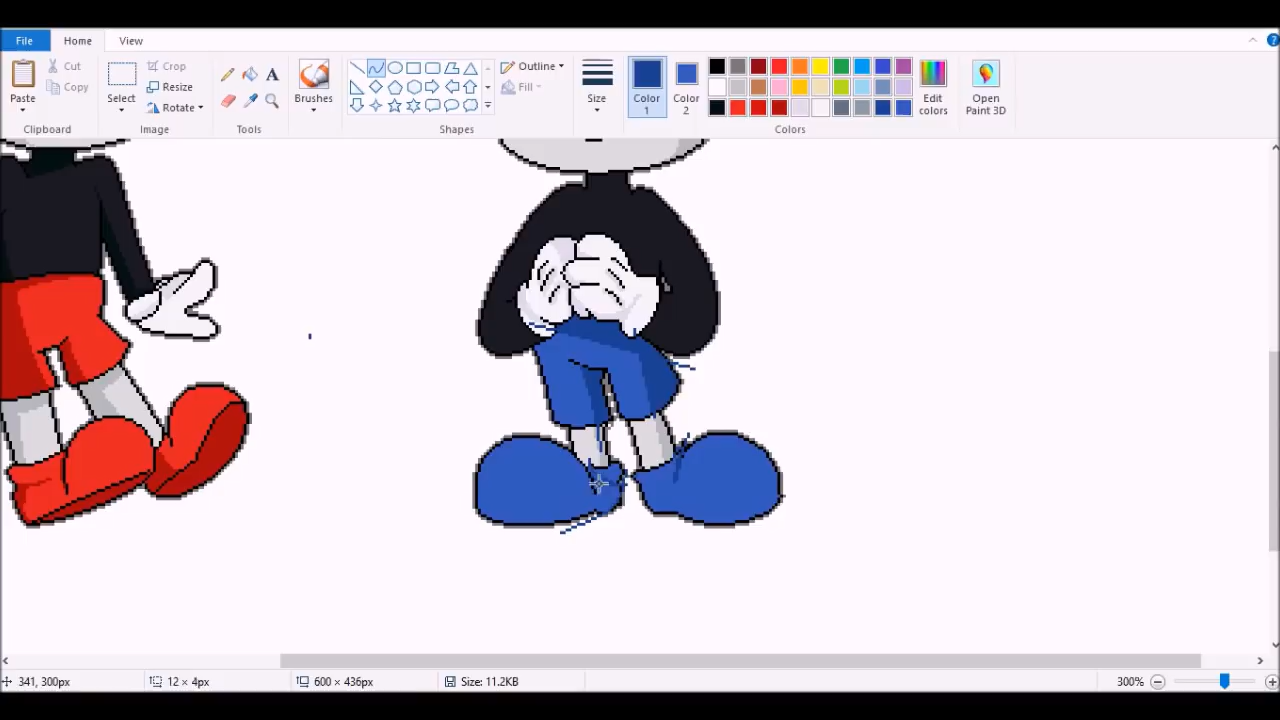 File Home View
Cut
Copy
Paste
Clipboard
Select
Crop
Resize
Rotate
Image
A
Tools
Brushes
Shapes
Outline
Fill
Size
Color
1
Color
2
Colors
Edit
colors
Open
Paint 3D
341, 300px 12 × 4px 600 × 436px Size: 11.2KB 300%